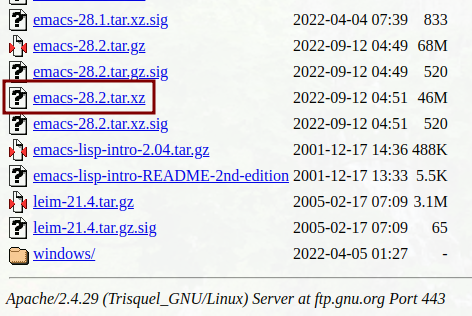 emacs-28.1.tar.xz.sig 2022-04-04 07:39 833
emacs-28.2.tar.gz 2022-09-12 04:49 68M
emacs-28.2.tar.gz.sig 2022-09-12 04:49 520
emacs-28.2.tar.xz 2022-09-12 04:51 46M
emacs-28.2.tar.xz.sig 2022-09-12 04:51 520
emacs-lisp-intro-2.04.tar.gz 2001-12-17 14:36 488K
emacs-lisp-intro-README-2nd-edition 2001-12-17 13:33 5.5K
leim-21.4.tar.gz 2005-02-17 07:09 3.1M
leim-21.4.tar.gz.sig 2005-02-17 07:09 65
windows/ 2022-04-05 01:27 -
Apache/2.4.29 (Trisquel_GNU/Linux) Server at ftp.gnu.org Port 443